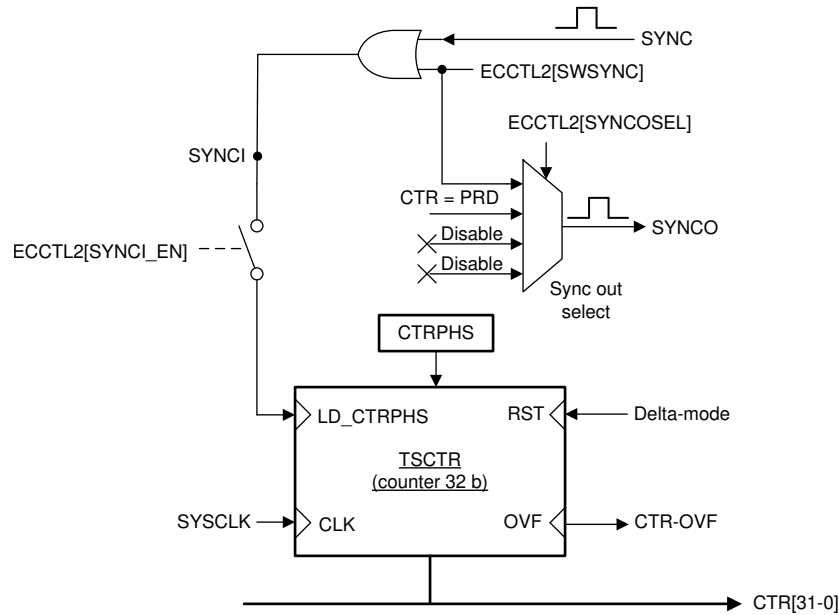 SYNC
ECCTL2[SWSYNC]
ECCTL2[SYNCOSEL]
SYNCI
CTR = PRD
SYNCO
Disable
ECCTL2[SYNCI_EN]
Disable
Sync out
select
CTRPHS
LD_CTRPHS
RST
Delta-mode
TSCTR
(counter 32 b)
SYSCLK
CLK
OVF
CTR-OVF
CTR[31-0]